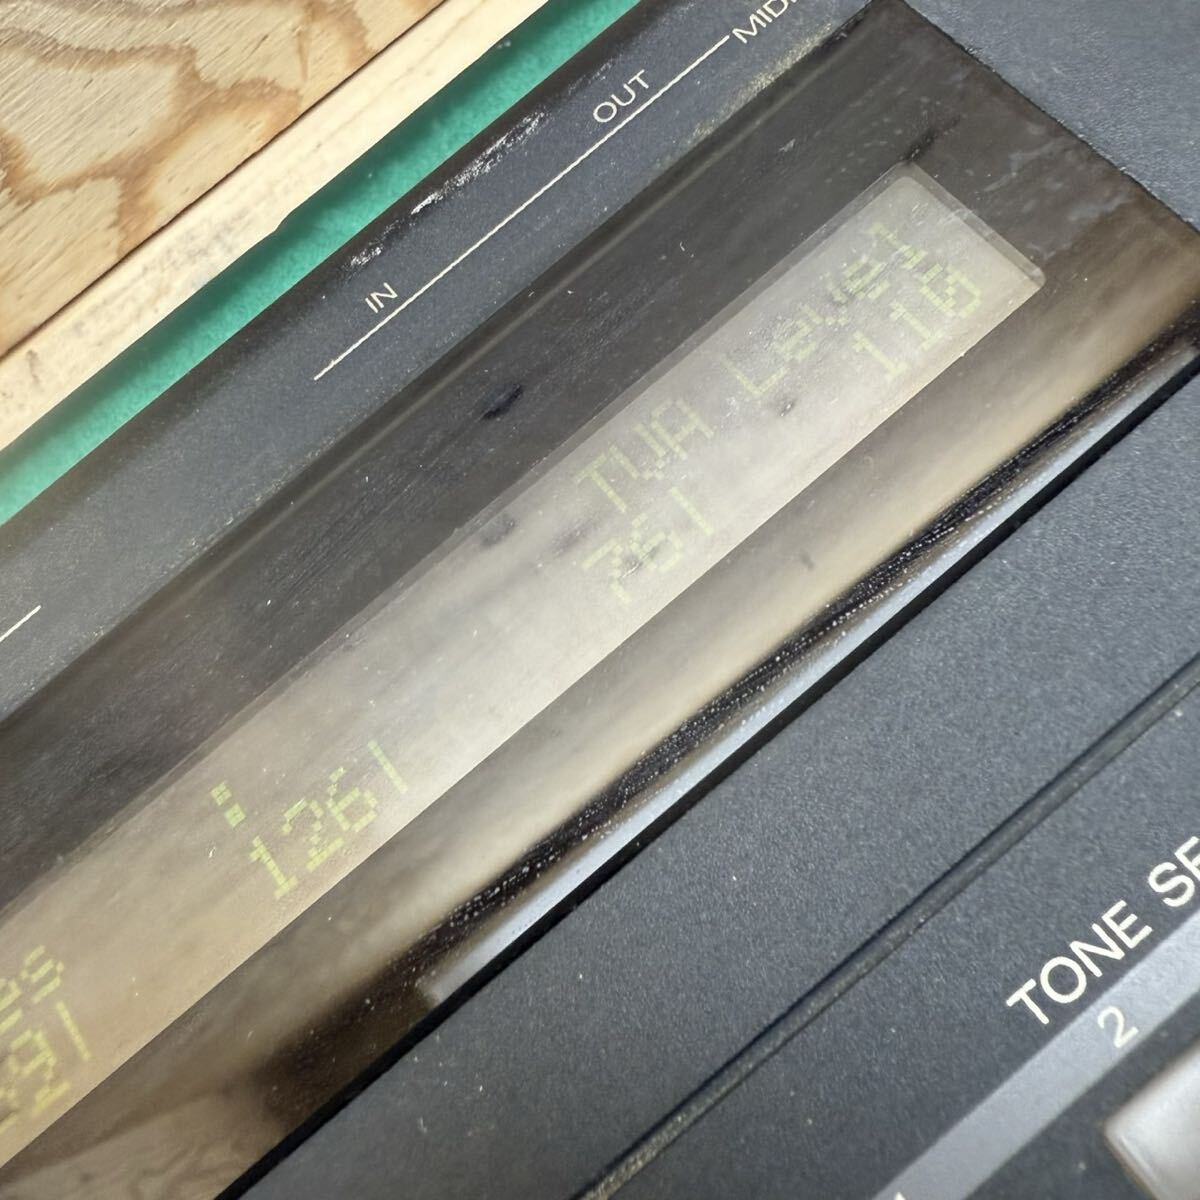 IN OUT MIDI
: TVA Level
126| 76| 110
TONE SE
2